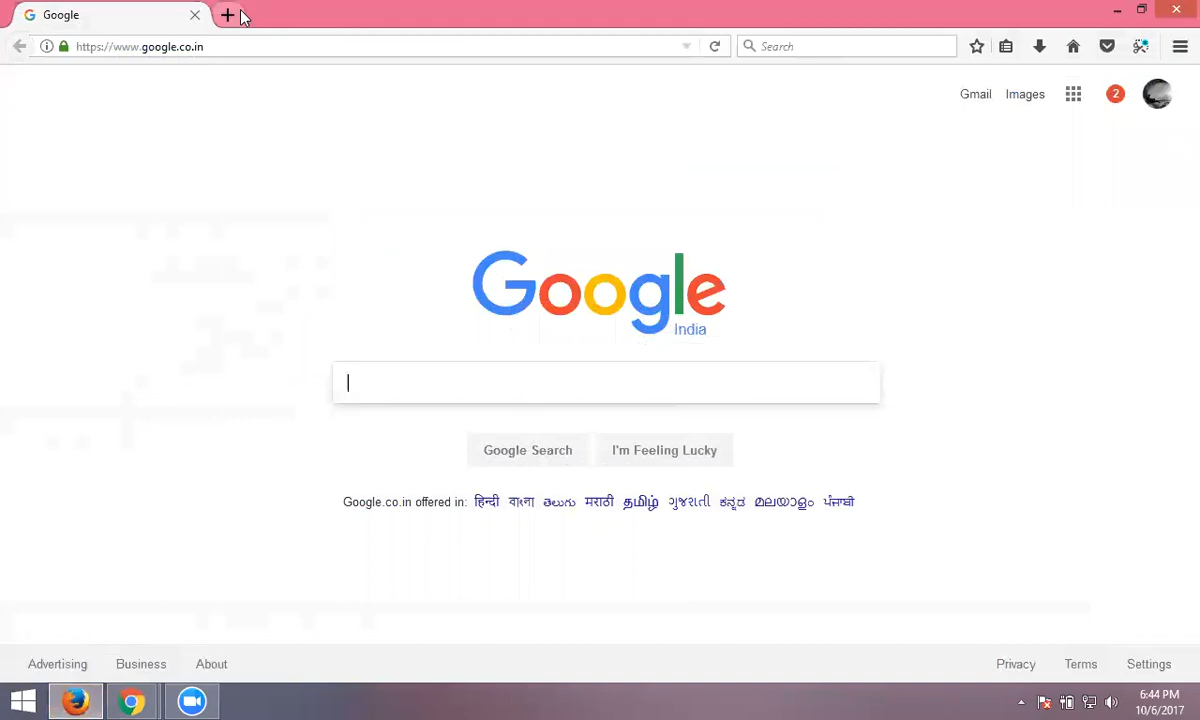 Google
https://www.google.co.in
Search
Gmail Images 2
Google
India
Google Search I'm Feeling Lucky
Google.co.in offered in: हिन्दी বাংলা తెలుగు मराठी தமிழ் ગુજરાતી ಕನ್ನಡ മലയാളം ਪੰਜਾਬੀ
Advertising Business About Privacy Terms Settings
6:44 PM
10/6/2017